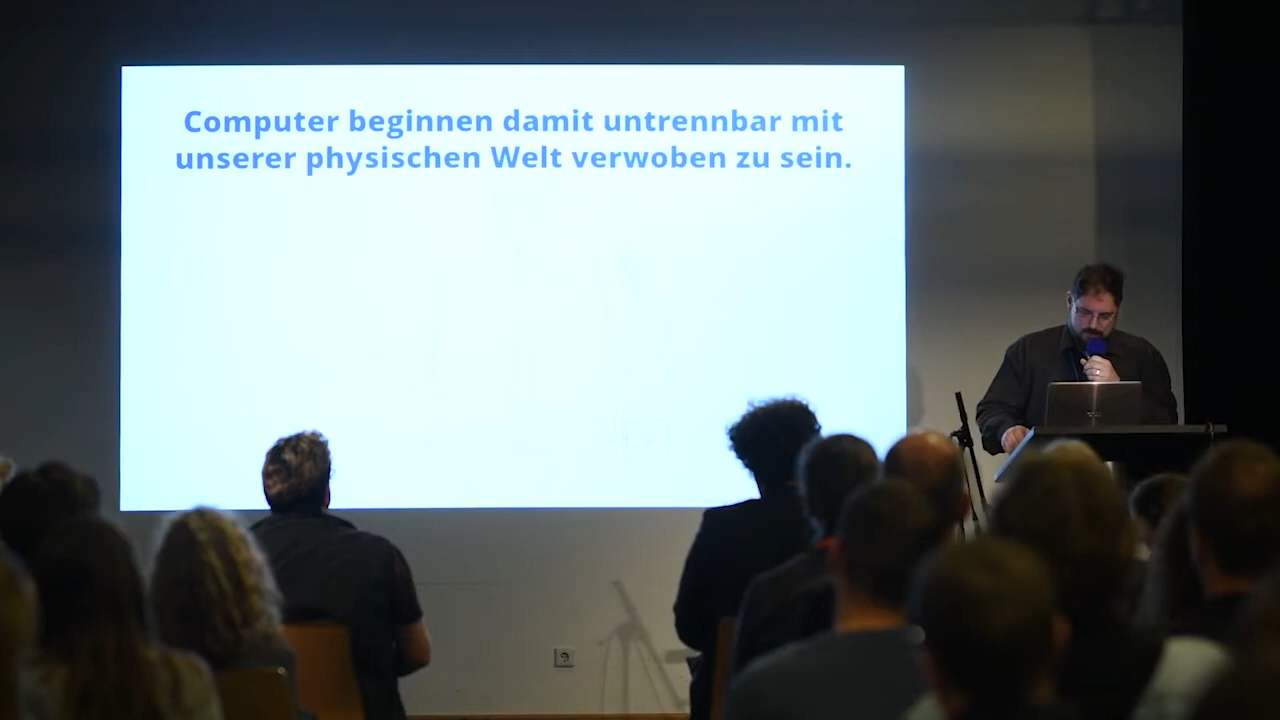 Computer beginnen damit untrennbar mit
unserer physischen Welt verwoben zu sein.